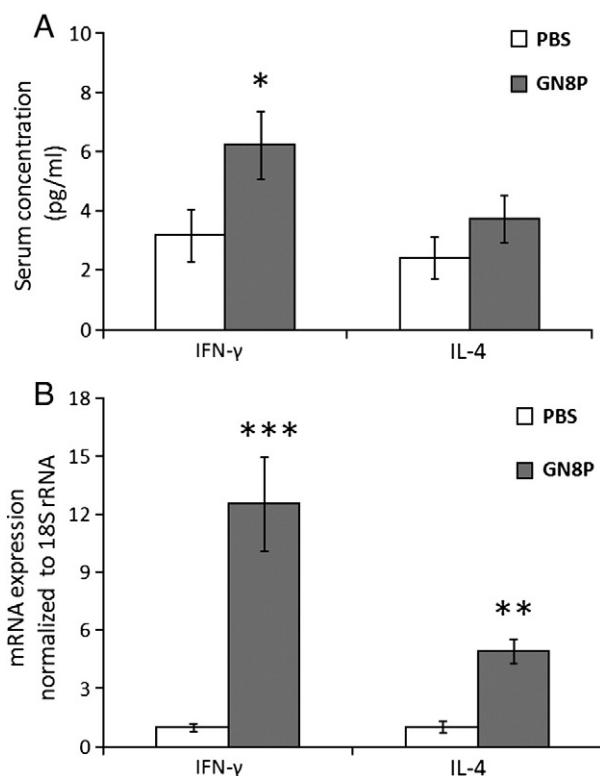 A
Serum concentration
(pg/ml)
10
8
6
4
2
0
*
PBS
GN8P
IFN-γ
IL-4
B
mRNA expression
normalized to 18S rRNA
18
15
12
9
6
3
0
***
**
PBS
GN8P
IFN-γ
IL-4